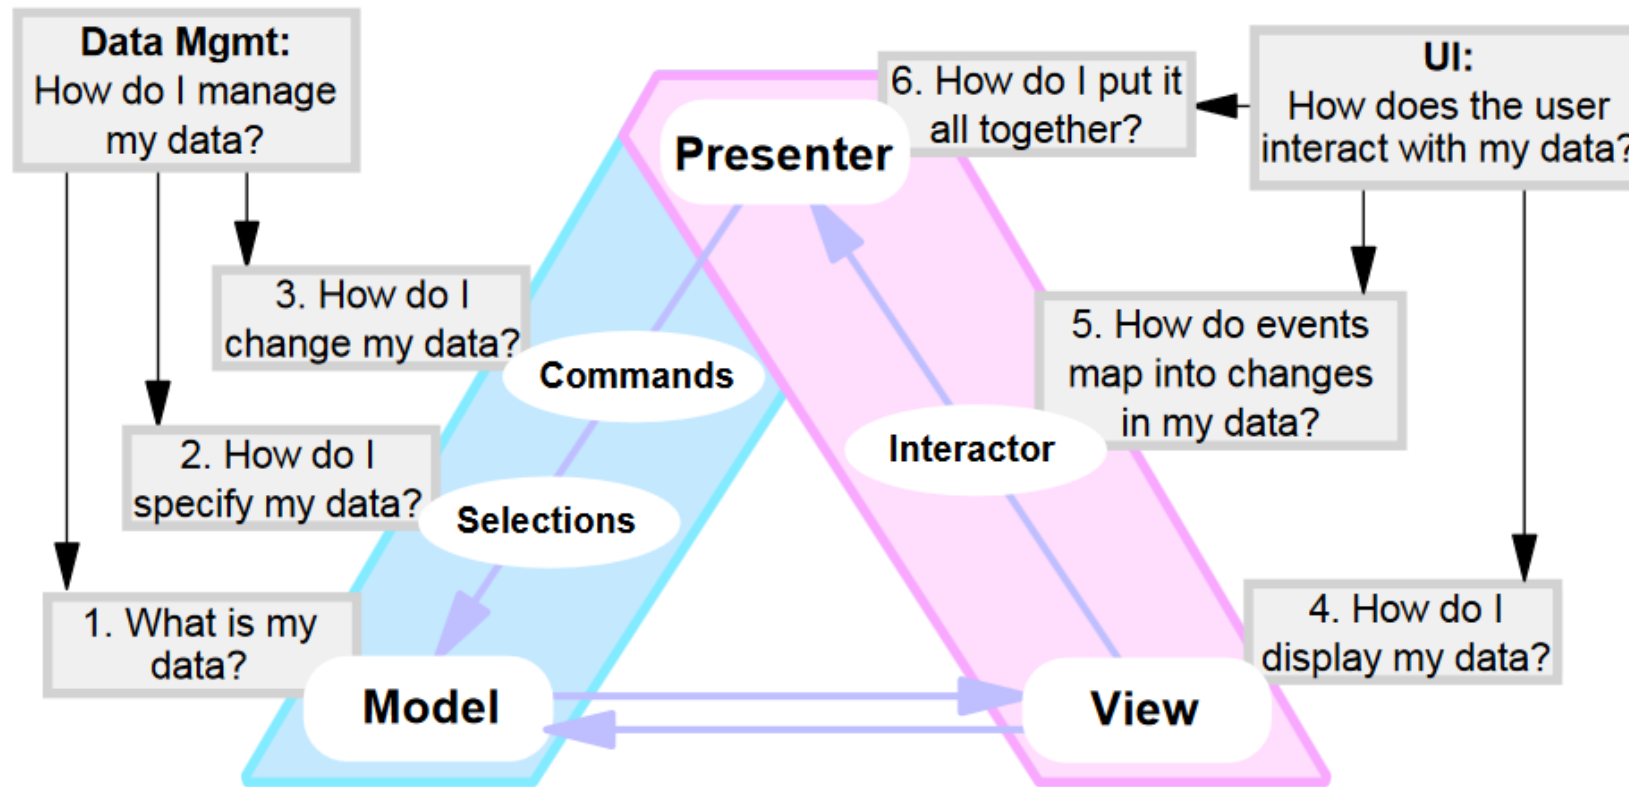 Data Mgmt:
How do I manage
my data?
UI:
How does the user
interact with my data?
6. How do I put it
all together?
Presenter
3. How do I
change my data?
Commands
5. How do events
map into changes
in my data?
Interactor
2. How do I
specify my data?
Selections
1. What is my
data?
Model
4. How do I
display my data?
View